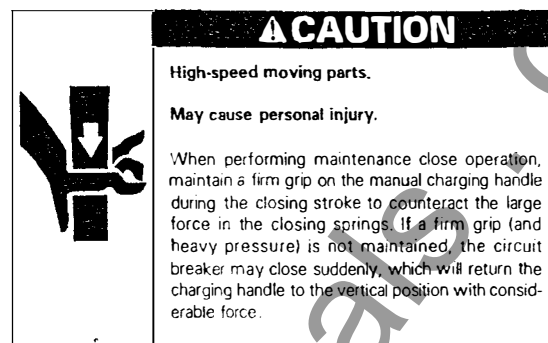 ⚠CAUTION
High-speed moving parts.
May cause personal injury.
When performing maintenance close operation,
maintain a firm grip on the manual charging handle
during the closing stroke to counteract the large
force in the closing springs. If a firm grip (and
heavy pressure) is not maintained, the circuit
breaker may close suddenly, which will return the
charging handle to the vertical position with consid-
erable force.
als.